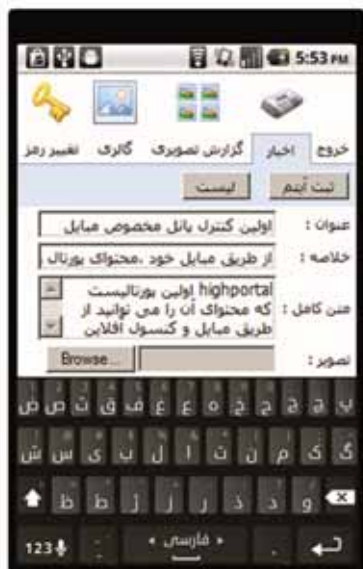 5:53 PM
خروج اخبار گزارش تصویری گالری تغییر رمز
ثبت آیتم لیست
عنوان : اولین کنترل پانل مخصوص مبایل
خلاصه : از طریق مبایل خود ،محتوای پورتال
متن کامل : highportal اولین پورتالیست
که محتوای آن را می توانید از
طریق مبایل و کنسول آفلاین
تصویر : Browse...
ض ص ث ق ف غ ع ه خ ح ج چ پ
ش س ی ب ل ا ت ن م ک گ
ظ ط ژ ز ر ذ د و
123 فارسی .